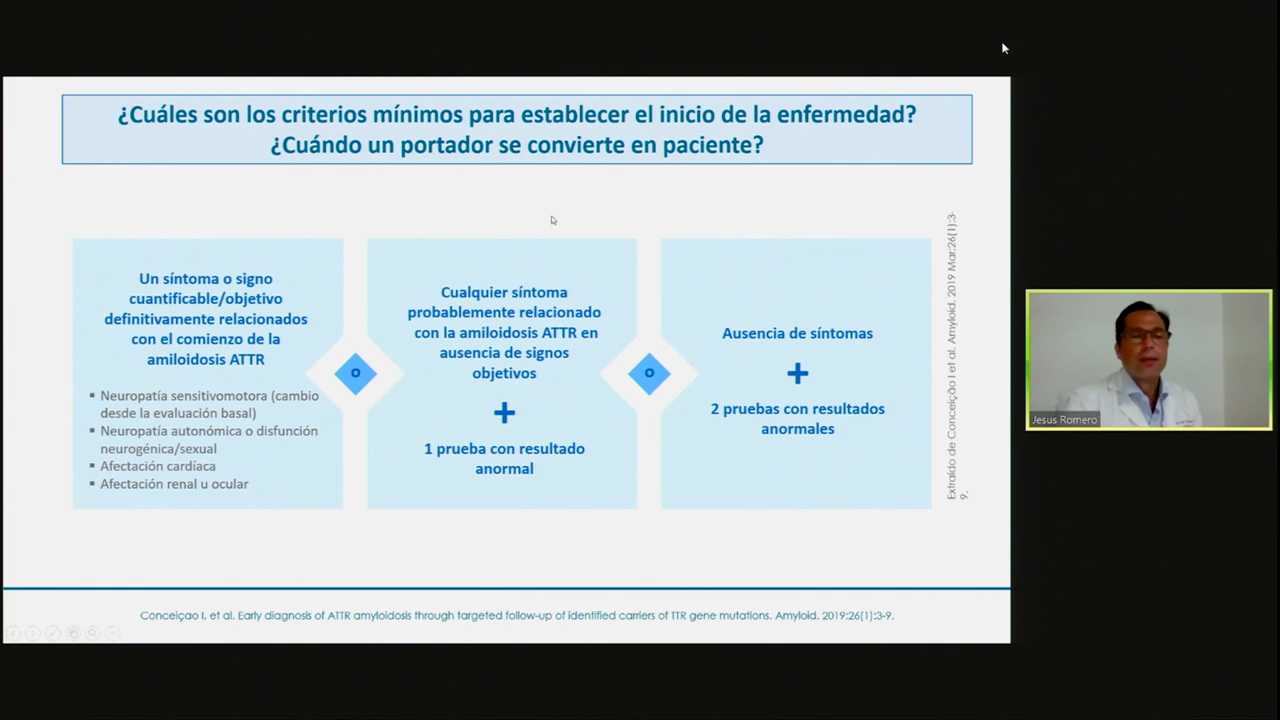 ¿Cuáles son los criterios mínimos para establecer el inicio de la enfermedad?
¿Cuándo un portador se convierte en paciente?
Un síntoma o signo
cuantificable/objetivo
definitivamente relacionados
con el comienzo de la
amiloidosis ATTR
▪ Neuropatía sensitivomotora (cambio
desde la evaluación basal)
▪ Neuropatía autonómica o disfunción
neurogénica/sexual
▪ Afectación cardíaca
▪ Afectación renal u ocular
O
Cualquier síntoma
probablemente relacionado
con la amiloidosis ATTR en
ausencia de signos
objetivos
+
1 prueba con resultado
anormal
O
Ausencia de síntomas
+
2 pruebas con resultados
anormales
Extraído de Conceição I et al. Amyloid. 2019 Mar;26(1):3-
9.
Jesus Romero
Conceiçao I, et al. Early diagnosis of ATTR amyloidosis through targeted follow-up of identified carriers of TTR gene mutations. Amyloid. 2019:26(1):3-9.